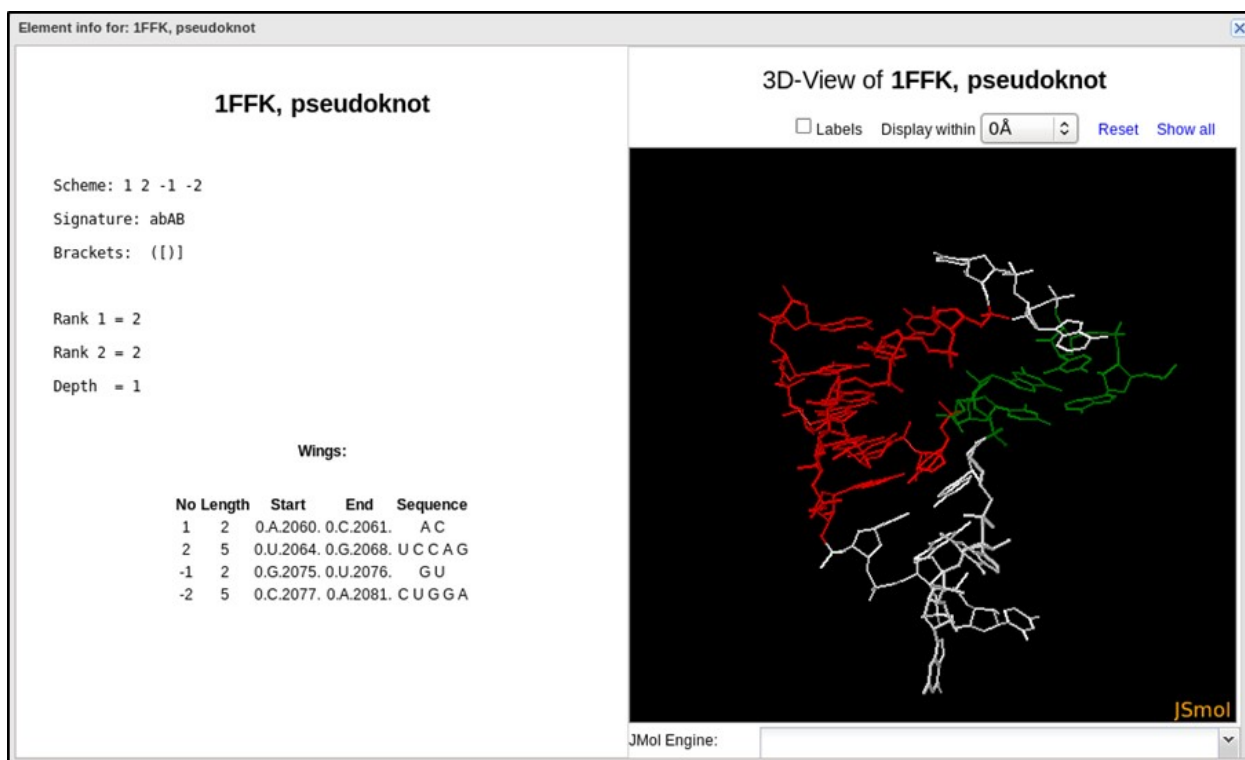 Element info for: 1FFK, pseudoknot
1FFK, pseudoknot
Scheme: 1 2 -1 -2
Signature: abAB
Brackets: ([)]
Rank 1 = 2
Rank 2 = 2
Depth = 1
Wings:
No Length Start End Sequence
1 2 0.A.2060. 0.C.2061. A C
2 5 0.U.2064. 0.G.2068. U C C A G
-1 2 0.G.2075. 0.U.2076. G U
-2 5 0.C.2077. 0.A.2081. C U G G A
3D-View of 1FFK, pseudoknot
Labels Display within 0Å Reset Show all
JSmol
JMol Engine: